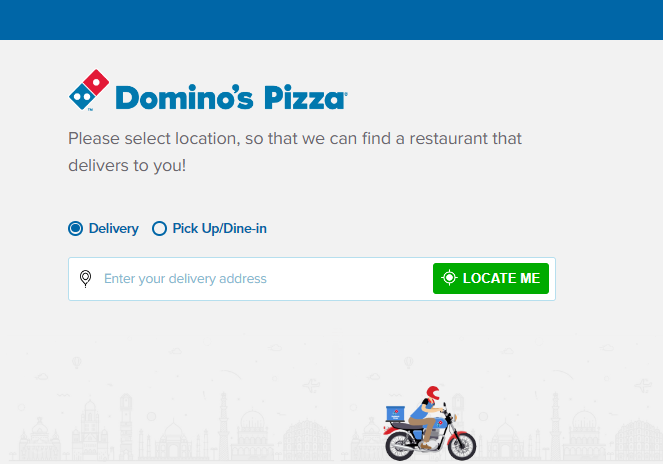 Domino's Pizza
Please select location, so that we can find a restaurant that
delivers to you!
Delivery Pick Up/Dine-in
Enter your delivery address LOCATE ME